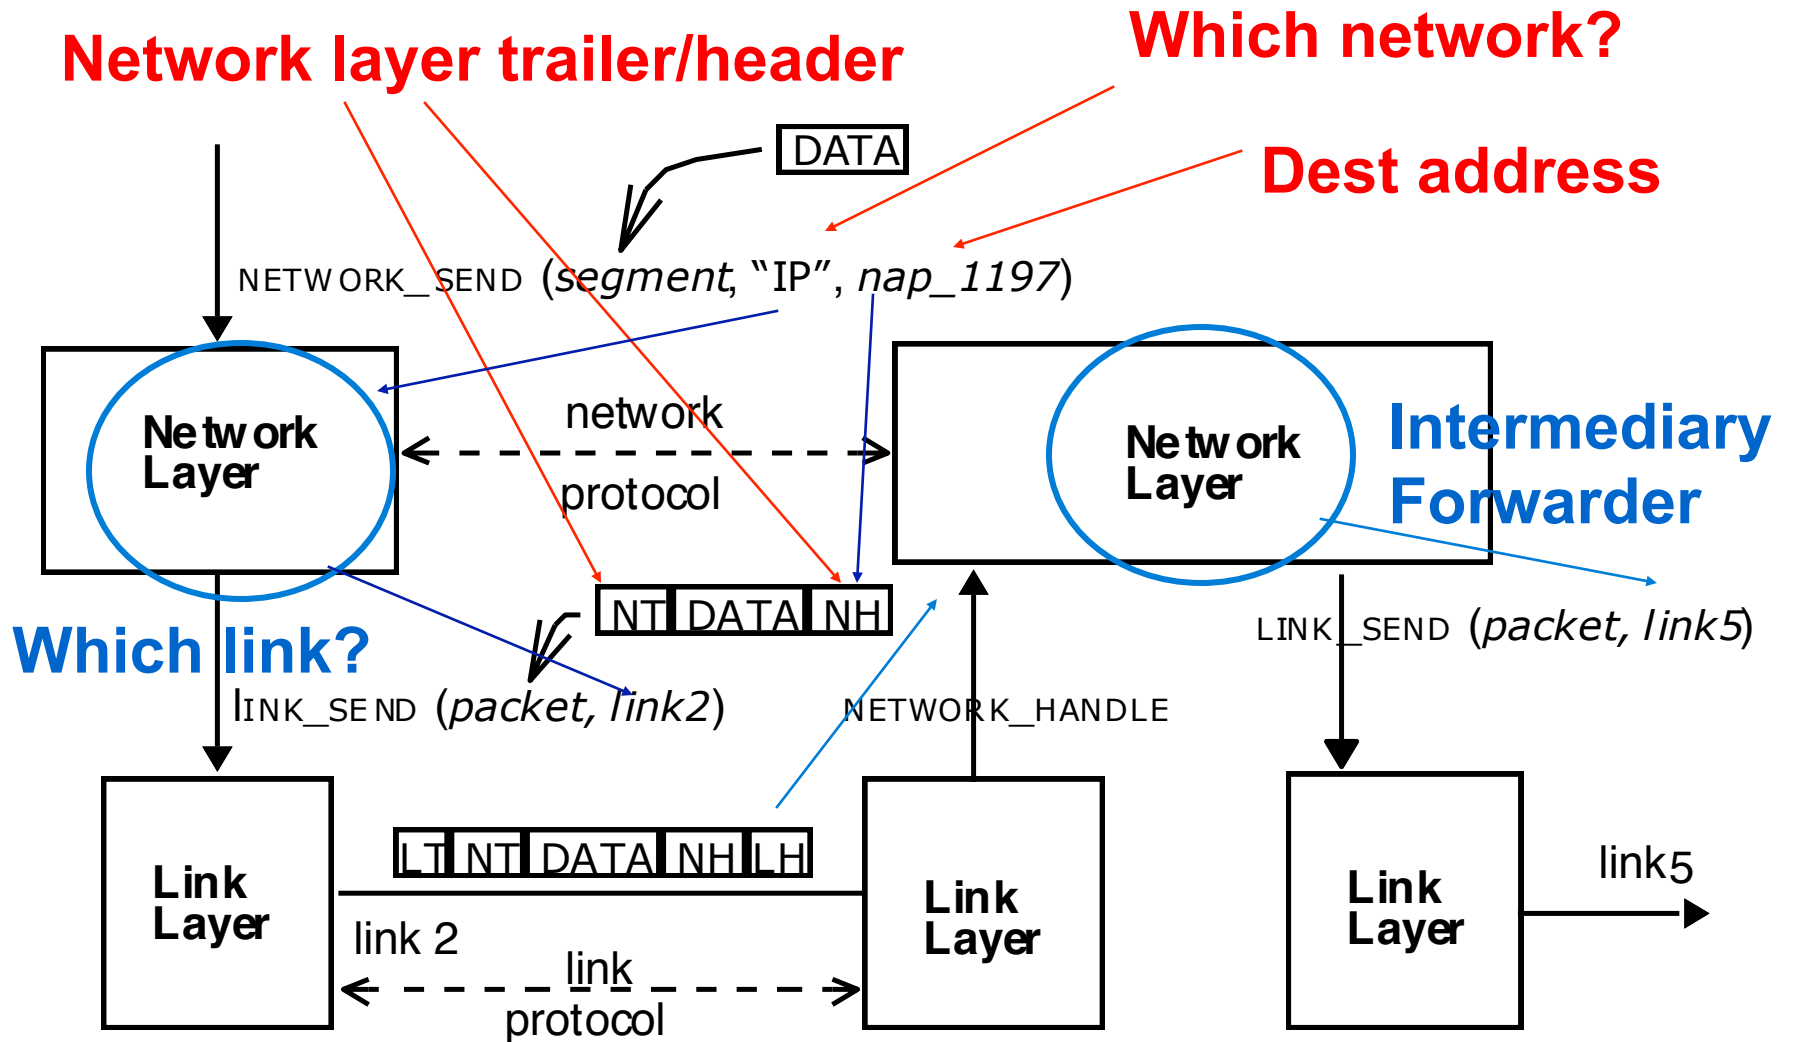 Network layer trailer/header
Which network?
DATA
Dest address
NETWORK_SEND (segment, “IP”, nap_1197)
network
protocol
Network
Layer
Network
Layer
Intermediary
Forwarder
NT DATA NH
Which link?
LINK_SEND (packet, link5)
lINK_SEND (packet, link2)
NETWORK_HANDLE
LT NT DATA NH LH
Link
Layer
link 2
link
protocol
Link
Layer
Link
Layer
link5